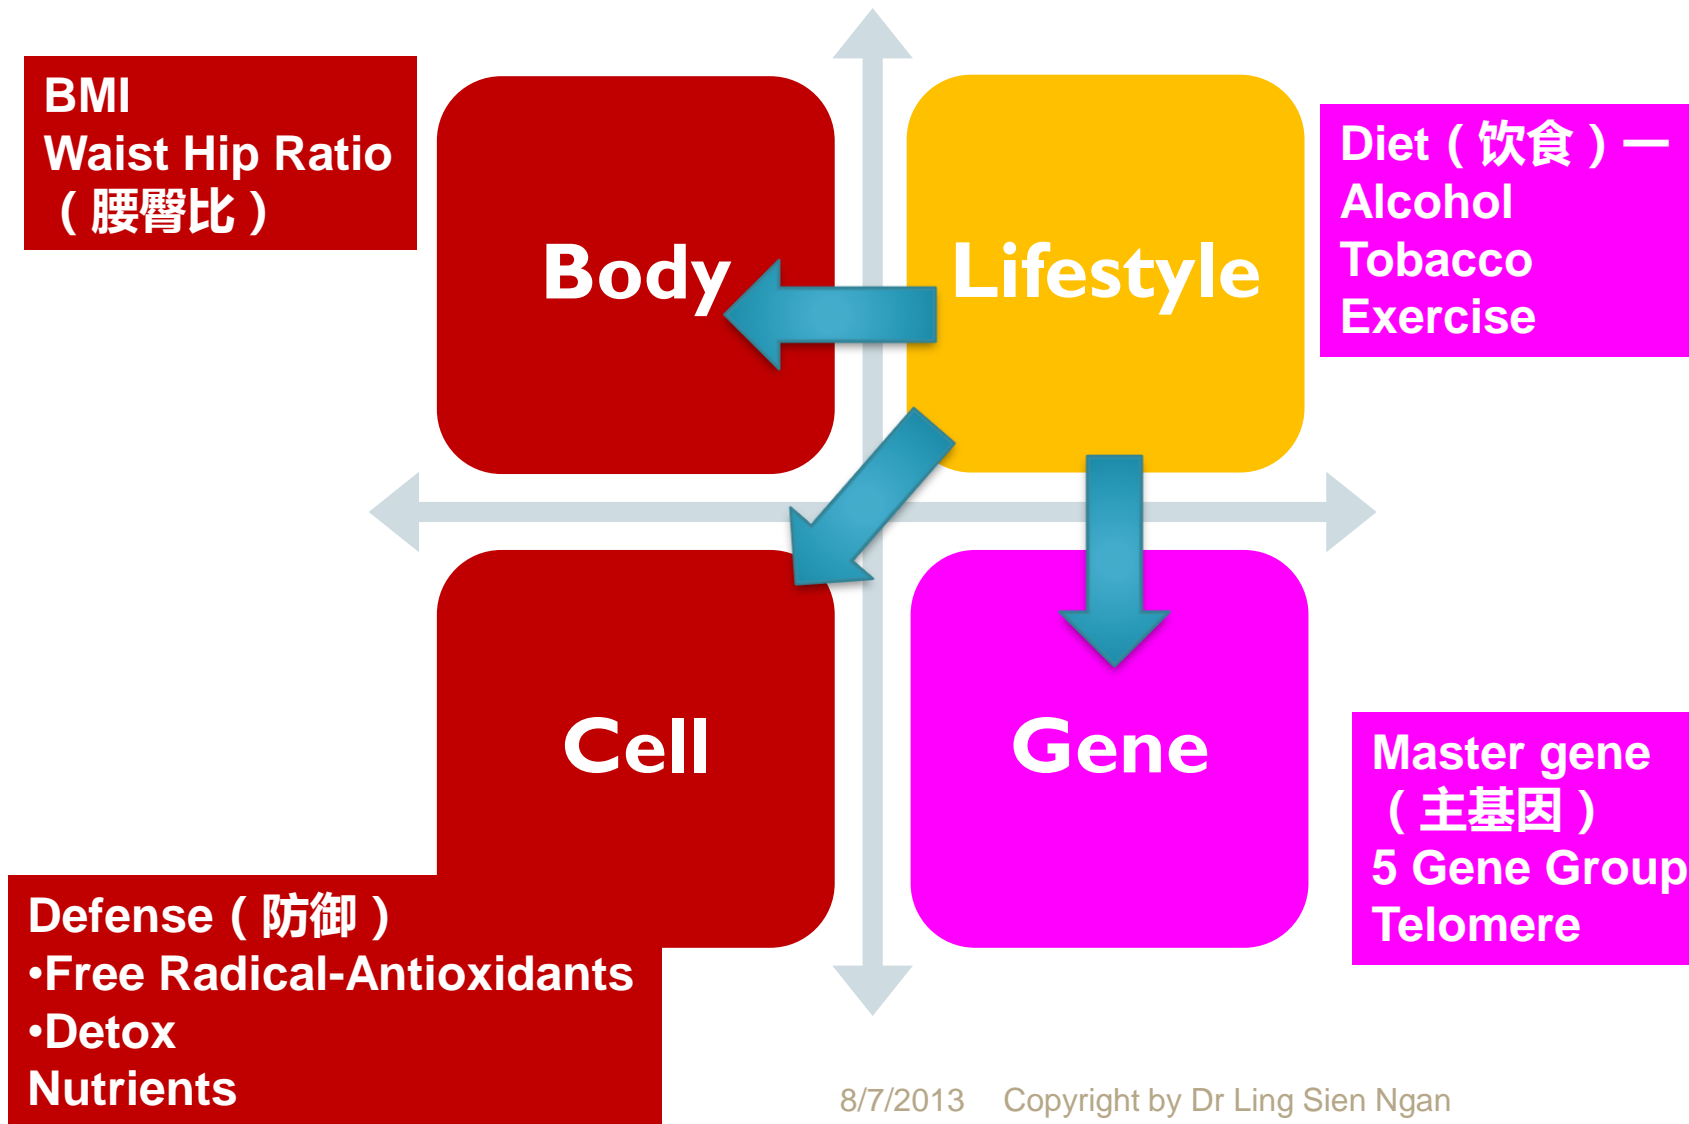 BMI
Waist Hip Ratio
（腰臀比）
Body
Lifestyle
Diet（饮食）一
Alcohol
Tobacco
Exercise
Cell
Gene
Defense（防御）
•Free Radical-Antioxidants
•Detox
Nutrients
Master gene
（主基因）
5 Gene Group
Telomere
8/7/2013 Copyright by Dr Ling Sien Ngan